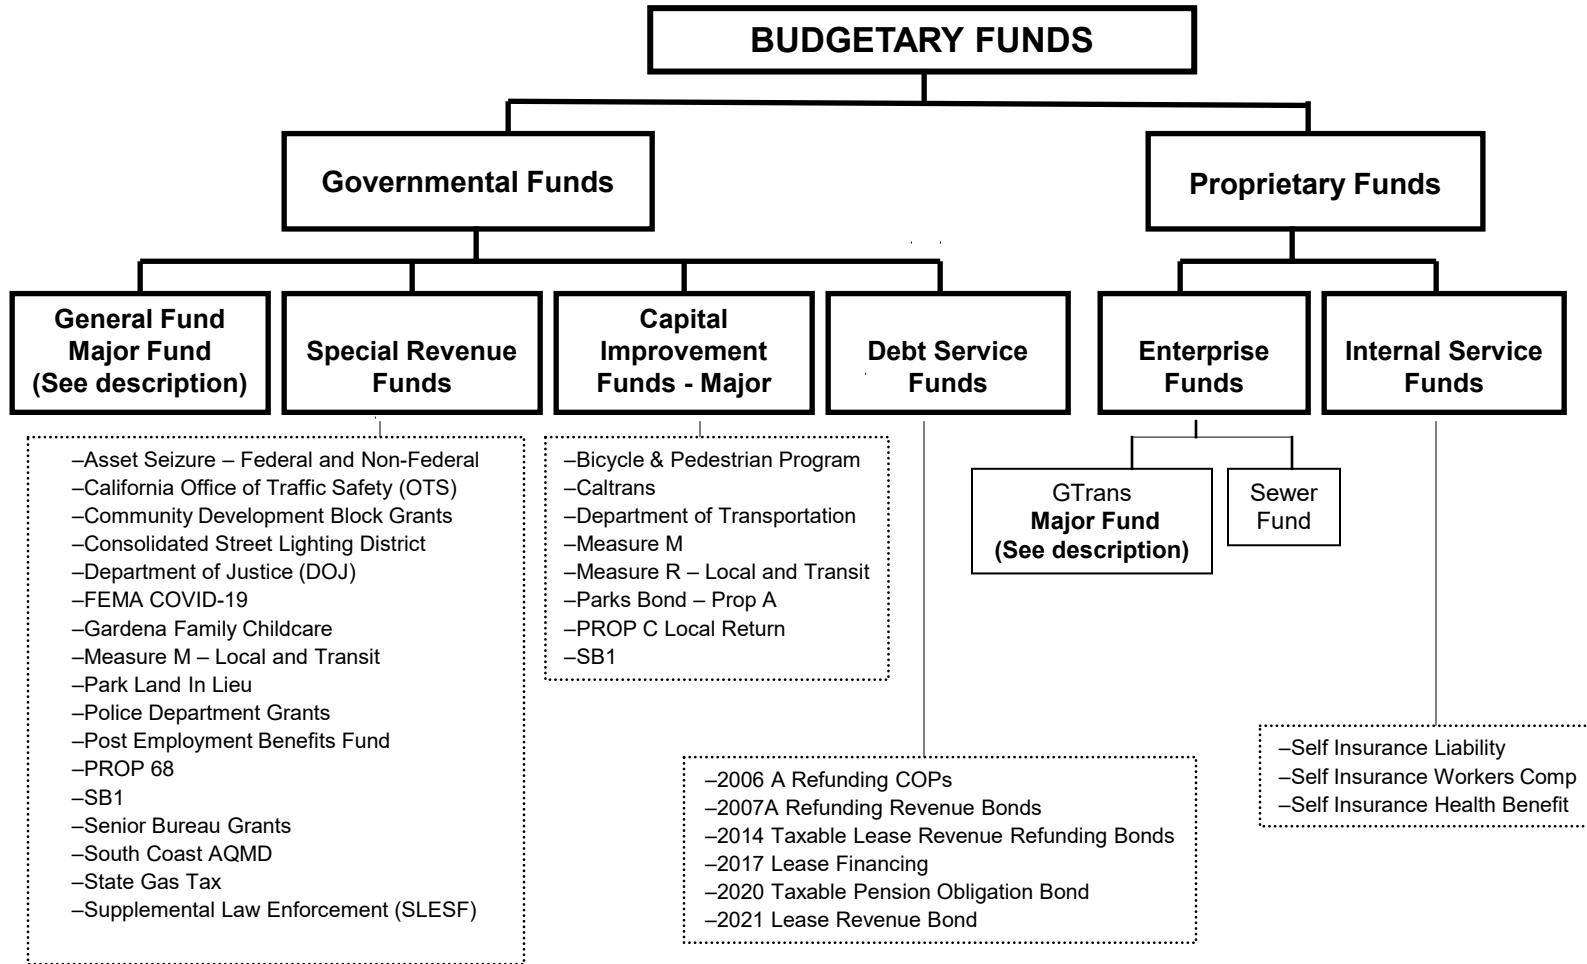 BUDGETARY FUNDS
Governmental Funds
Proprietary Funds
General Fund
Major Fund
(See description)
Special Revenue
Funds
Capital
Improvement
Funds - Major
Debt Service
Funds
Enterprise
Funds
Internal Service
Funds
–Asset Seizure – Federal and Non-Federal
–California Office of Traffic Safety (OTS)
–Community Development Block Grants
–Consolidated Street Lighting District
–Department of Justice (DOJ)
–FEMA COVID-19
–Gardena Family Childcare
–Measure M – Local and Transit
–Park Land In Lieu
–Police Department Grants
–Post Employment Benefits Fund
–PROP 68
–SB1
–Senior Bureau Grants
–South Coast AQMD
–State Gas Tax
–Supplemental Law Enforcement (SLESF)
–Bicycle & Pedestrian Program
–Caltrans
–Department of Transportation
–Measure M
–Measure R – Local and Transit
–Parks Bond – Prop A
–PROP C Local Return
–SB1
–2006 A Refunding COPs
–2007A Refunding Revenue Bonds
–2014 Taxable Lease Revenue Refunding Bonds
–2017 Lease Financing
–2020 Taxable Pension Obligation Bond
–2021 Lease Revenue Bond
GTrans
Major Fund
(See description)
Sewer
Fund
–Self Insurance Liability
–Self Insurance Workers Comp
–Self Insurance Health Benefit